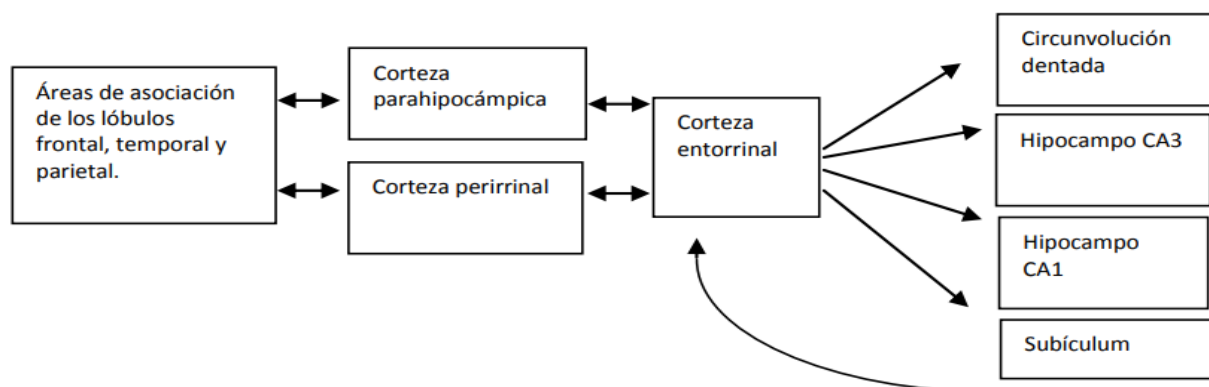 Áreas de asociación
de los lóbulos
frontal, temporal y
parietal.
Corteza
parahipocámpica
Corteza perirrinal
Corteza
entorrinal
Circunvolución
dentada
Hipocampo CA3
Hipocampo
CA1
Subículum